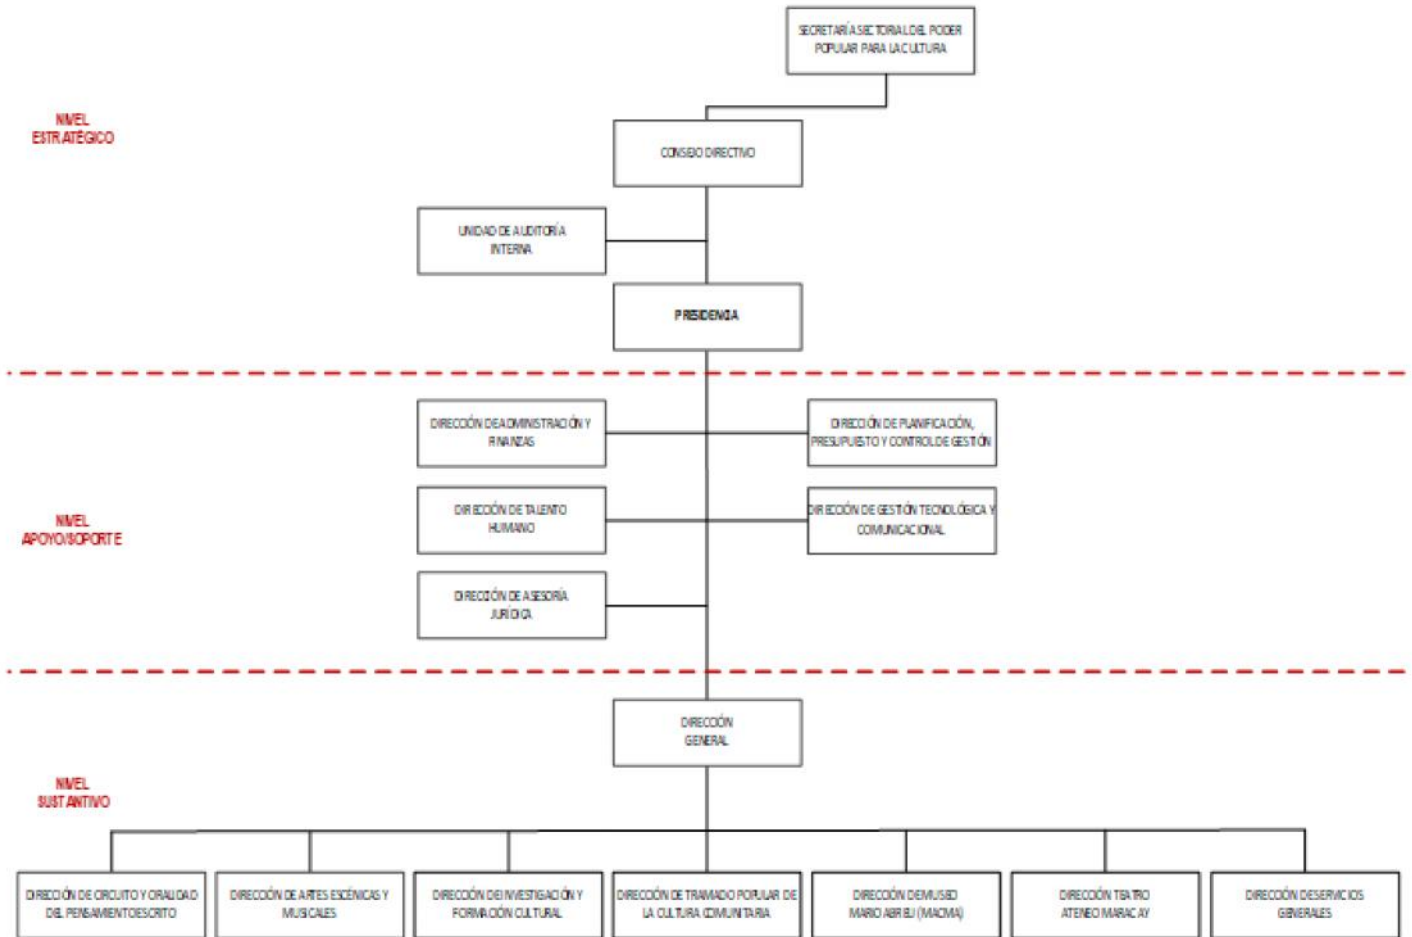 SECRETARÍA SECTORIAL DEL PODER
POPULAR PARA LA CULTURA
NIVEL
ESTRATÉGICO
CONSEJO DIRECTIVO
UNIDAD DE AUDITORÍA
INTERNA
PRESIDENCIA
DIRECCIÓN DE ADMINISTRACIÓN Y
FINANZAS
DIRECCIÓN DE PLANIFICACIÓN,
PRESUPUESTO Y CONTROL DE GESTIÓN
NIVEL
APOYO/SOPORTE
DIRECCIÓN DE TALENTO
HUMANO
DIRECCIÓN DE GESTIÓN TECNOLÓGICA Y
COMUNICACIONAL
DIRECCIÓN DE ASESORÍA
JURÍDICA
DIRECCIÓN
GENERAL
NIVEL
SUSTANTIVO
DIRECCIÓN DE CIRCUITO Y ORALIDAD
DEL PENSAMIENTO ESCRITO
DIRECCIÓN DE ARTES ESCÉNICAS Y
MUSICALES
DIRECCIÓN DE INVESTIGACIÓN Y
FORMACIÓN CULTURAL
DIRECCIÓN DE TRAMADO POPULAR DE
LA CULTURA COMUNITARIA
DIRECCIÓN DE MUSEO
MARIO ABREU (MACMA)
DIRECCIÓN TEATRO
ATENEO MARACAY
DIRECCIÓN DE SERVICIOS
GENERALES